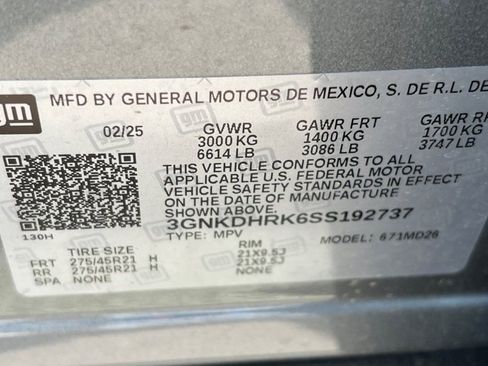 gm
MFD BY GENERAL MOTORS DE MEXICO, S. DE R.L. DE
02/25 GVWR GAWR FRT GAWR RR
3000 KG 1400 KG 1700 KG
6614 LB 3086 LB 3747 LB
THIS VEHICLE CONFORMS TO ALL
APPLICABLE U.S. FEDERAL MOTOR
VEHICLE SAFETY STANDARDS IN EFFECT
ON THE DATE OF MANUFACTURE
SHOWN ABOVE.
130H 3GNKDHRK6SS192737
TYPE: MPV MODEL: 671MD26
TIRE SIZE RIM
FRT 275/45R21 H 21X9.5J
RR 275/45R21 H 21X9.5J
SPA NONE NONE